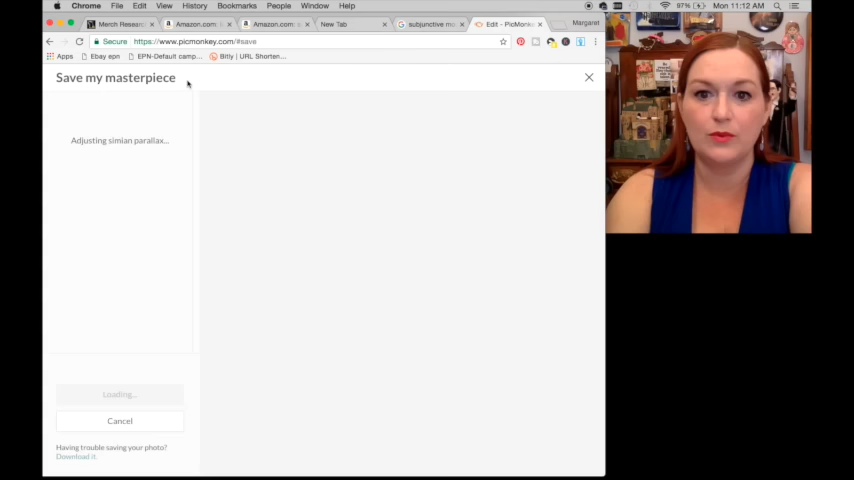 Chrome File Edit View History Bookmarks People Window Help 87% Mon 11:12 AM
Merch Research Amazon.com: Amazon.com: New Tab subjunctive mo Edit - PicMonk Margaret
Secure https://www.picmonkey.com/#save
Apps Ebay epn EPN-Default camp... Bitly | URL Shorten...
Save my masterpiece
Adjusting simian parallax...
Loading...
Cancel
Having trouble saving your photo?
Download it.